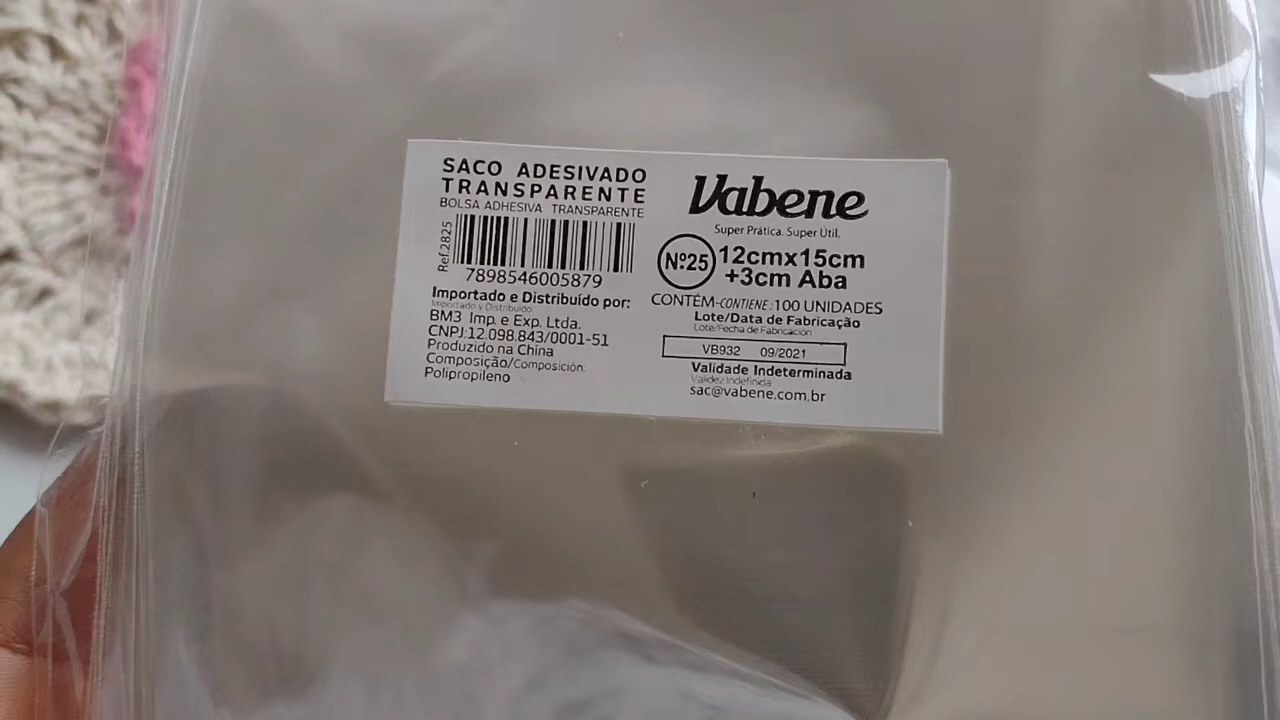 SACO ADESIVADO
TRANSPARENTE
BOLSA ADHESIVA TRANSPARENTE
Ref.2825
7898546005879
Importado e Distribuído por:
Importado y Distribuido
BM3 Imp. e Exp. Ltda.
CNPJ:12.098.843/0001-51
Produzido na China
Composição/Composición:
Polipropileno
Vabene
Super Prática. Super Útil.
Nº25
12cmx15cm
+3cm Aba
CONTÉM-CONTIENE: 100 UNIDADES
Lote/Data de Fabricação
Lote/Fecha de Fabricación
VB932 09/2021
Validade Indeterminada
Validez Indefinida
sac@vabene.com.br